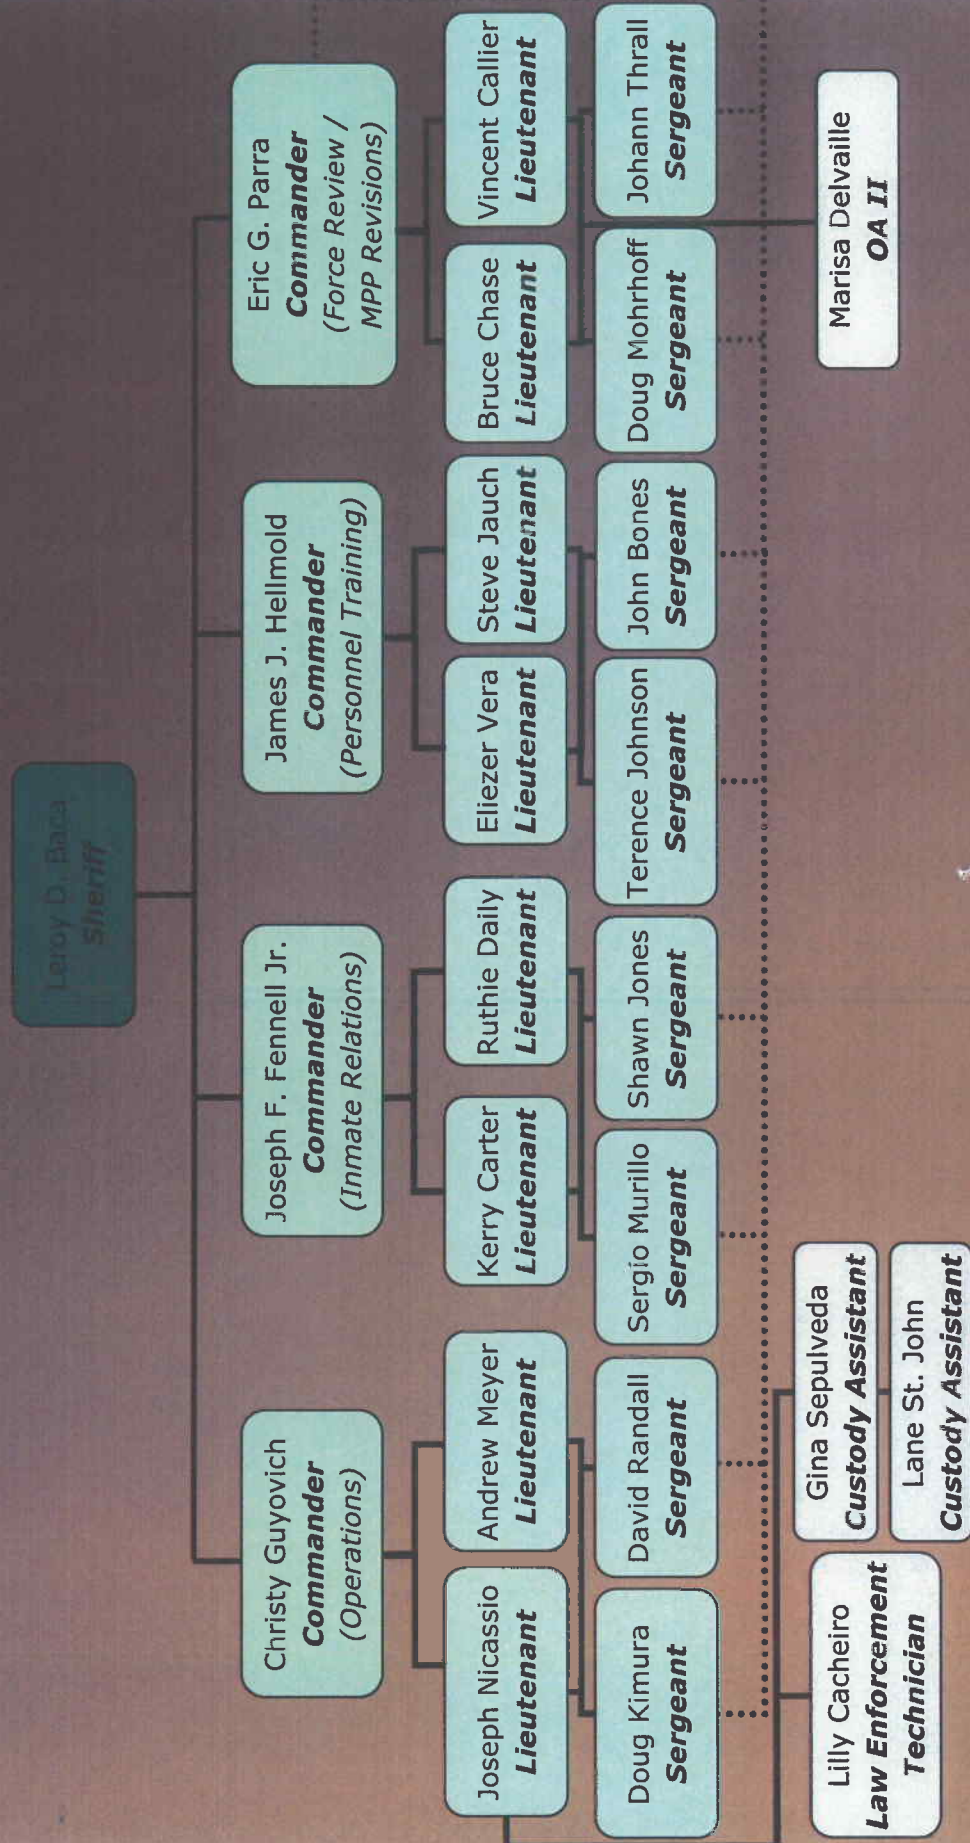 Leroy D. Baca
Sheriff
Christy Guyovich
Commander
(Operations)
Joseph F. Fennell Jr.
Commander
(Inmate Relations)
James J. Hellmold
Commander
(Personnel Training)
Eric G. Parra
Commander
(Force Review /
MPP Revisions)
Joseph Nicassio
Lieutenant
Andrew Meyer
Lieutenant
Kerry Carter
Lieutenant
Ruthie Daily
Lieutenant
Eliezer Vera
Lieutenant
Steve Jauch
Lieutenant
Bruce Chase
Lieutenant
Vincent Callier
Lieutenant
Doug Kimura
Sergeant
David Randall
Sergeant
Sergio Murillo
Sergeant
Shawn Jones
Sergeant
Terence Johnson
Sergeant
John Bones
Sergeant
Doug Mohrhoff
Sergeant
Johann Thrall
Sergeant
Lilly Cacheiro
Law Enforcement
Technician
Gina Sepulveda
Custody Assistant
Lane St. John
Custody Assistant
Marisa Delvaille
OA II